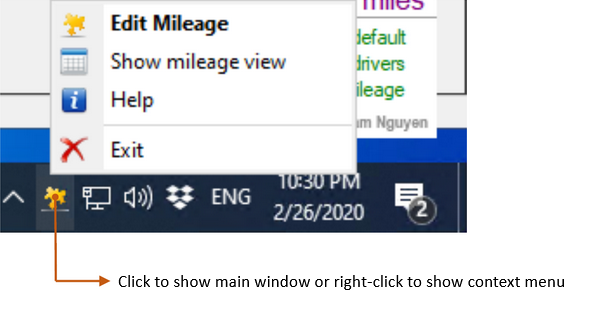 miles
Edit Mileage
default
Show mileage view
drivers
Help
ileage
am Nguyen
Exit
ENG
10:30 PM
2/26/2020
2
Click to show main window or right-click to show context menu